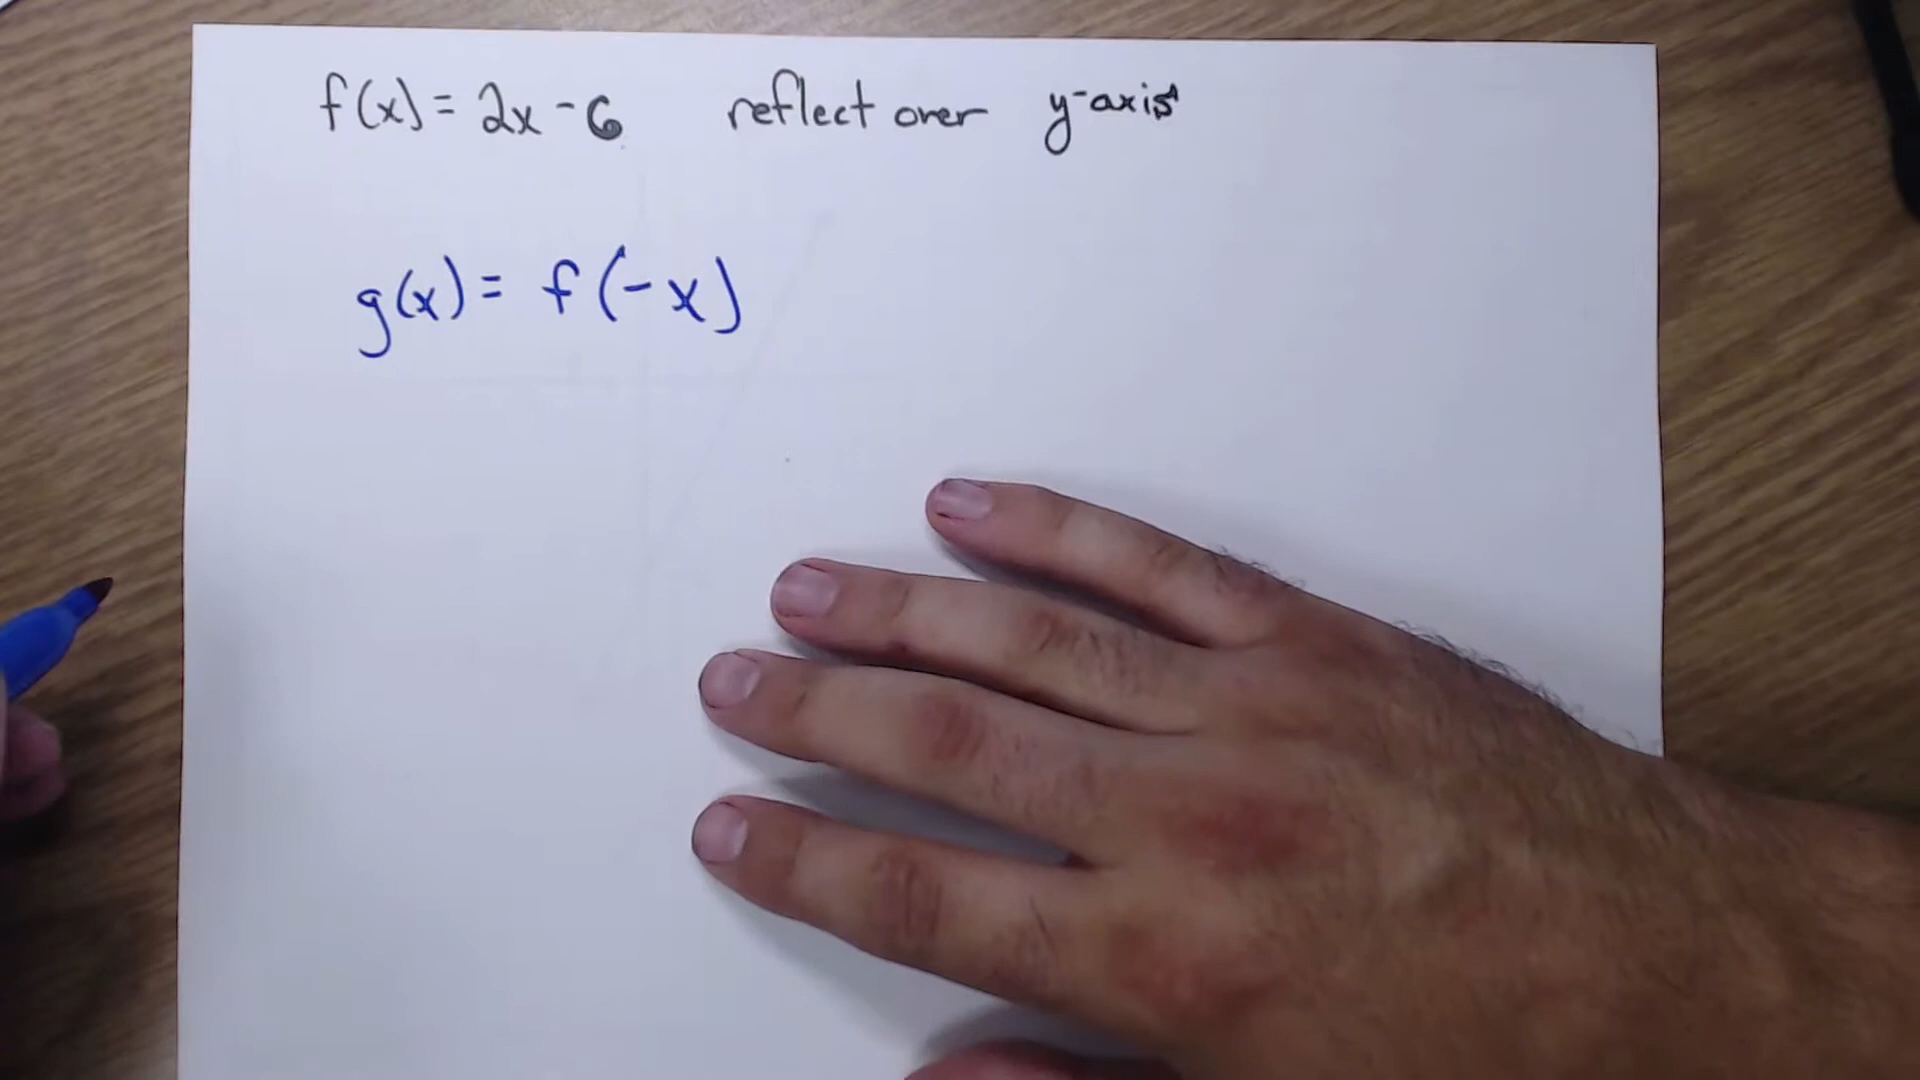 f(x) = 2x - 6 reflect over y-axis
g(x) = f(-x)